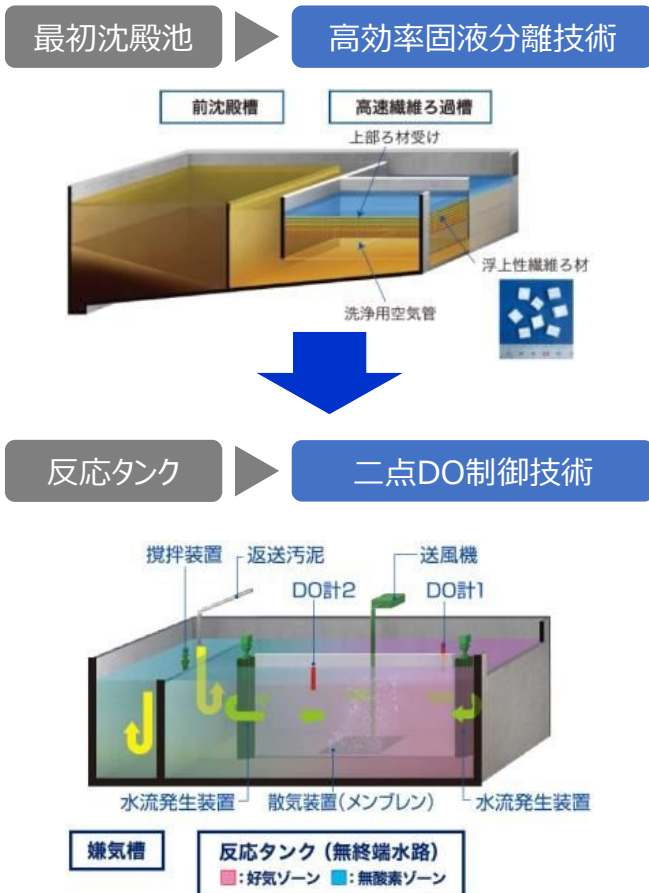 最初沈殿池
高効率固液分離技術
前沈殿槽
高速繊維ろ過槽
上部ろ材受け
浮上性繊維ろ材
洗浄用空気管
反応タンク
二点DO制御技術
撹拌装置
返送汚泥
送風機
DO計2
DO計1
水流発生装置
散気装置(メンブレン)
水流発生装置
嫌気槽
反応タンク（無終端水路）
■:好気ゾーン ■:無酸素ゾーン